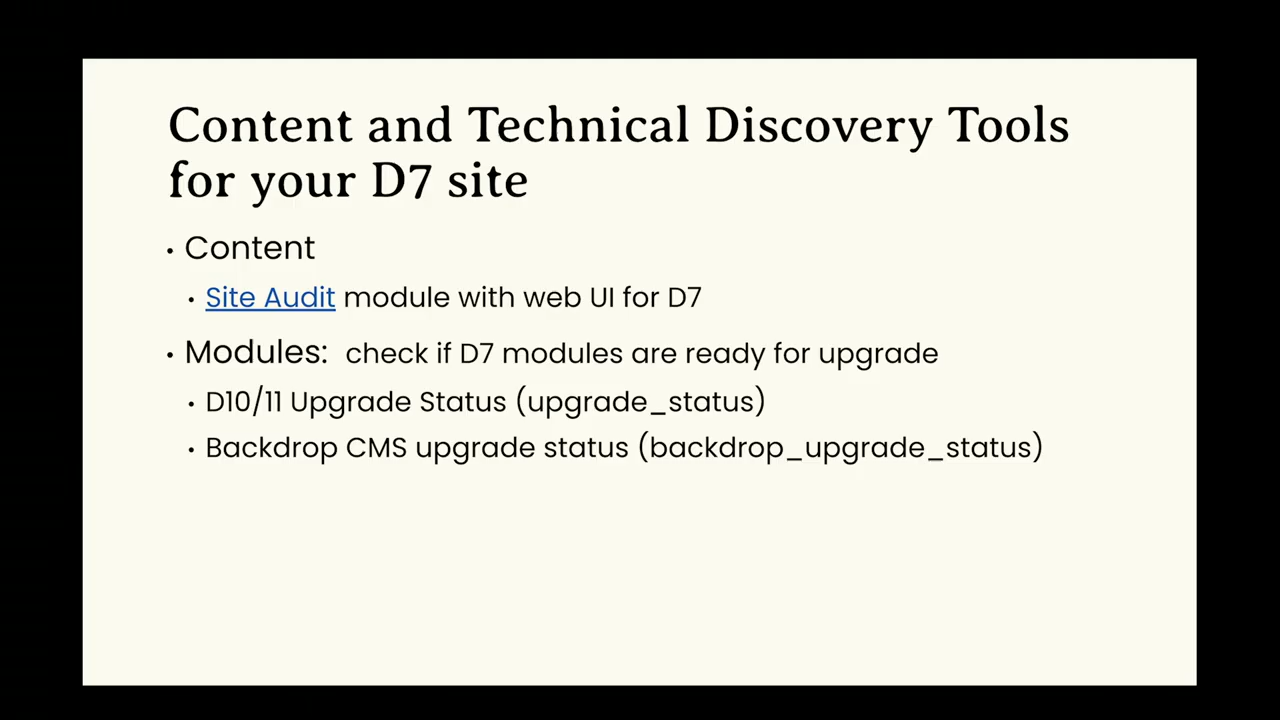 Content and Technical Discovery Tools
for your D7 site
• Content
• Site Audit module with web UI for D7
• Modules: check if D7 modules are ready for upgrade
• D10/11 Upgrade Status (upgrade_status)
• Backdrop CMS upgrade status (backdrop_upgrade_status)